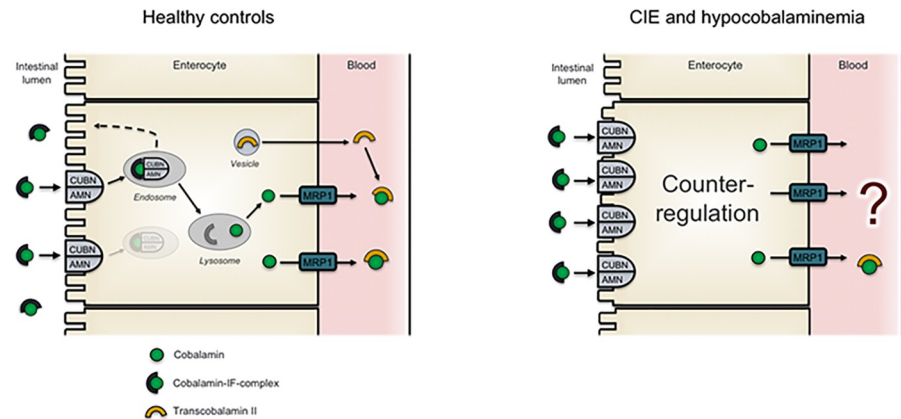 Healthy controls
CIE and hypocobalaminemia
Intestinal
lumen
Enterocyte
Blood
CUBN
AMN
Endosome
CUBN
AMN
Vesicle
MRP1
Lysosome
CUBN
AMN
MRP1
Cobalamin
Cobalamin-IF-complex
Transcobalamin II
Intestinal
lumen
Enterocyte
Blood
CUBN
AMN
CUBN
AMN
CUBN
AMN
CUBN
AMN
Counter-
regulation
MRP1
MRP1
MRP1
?